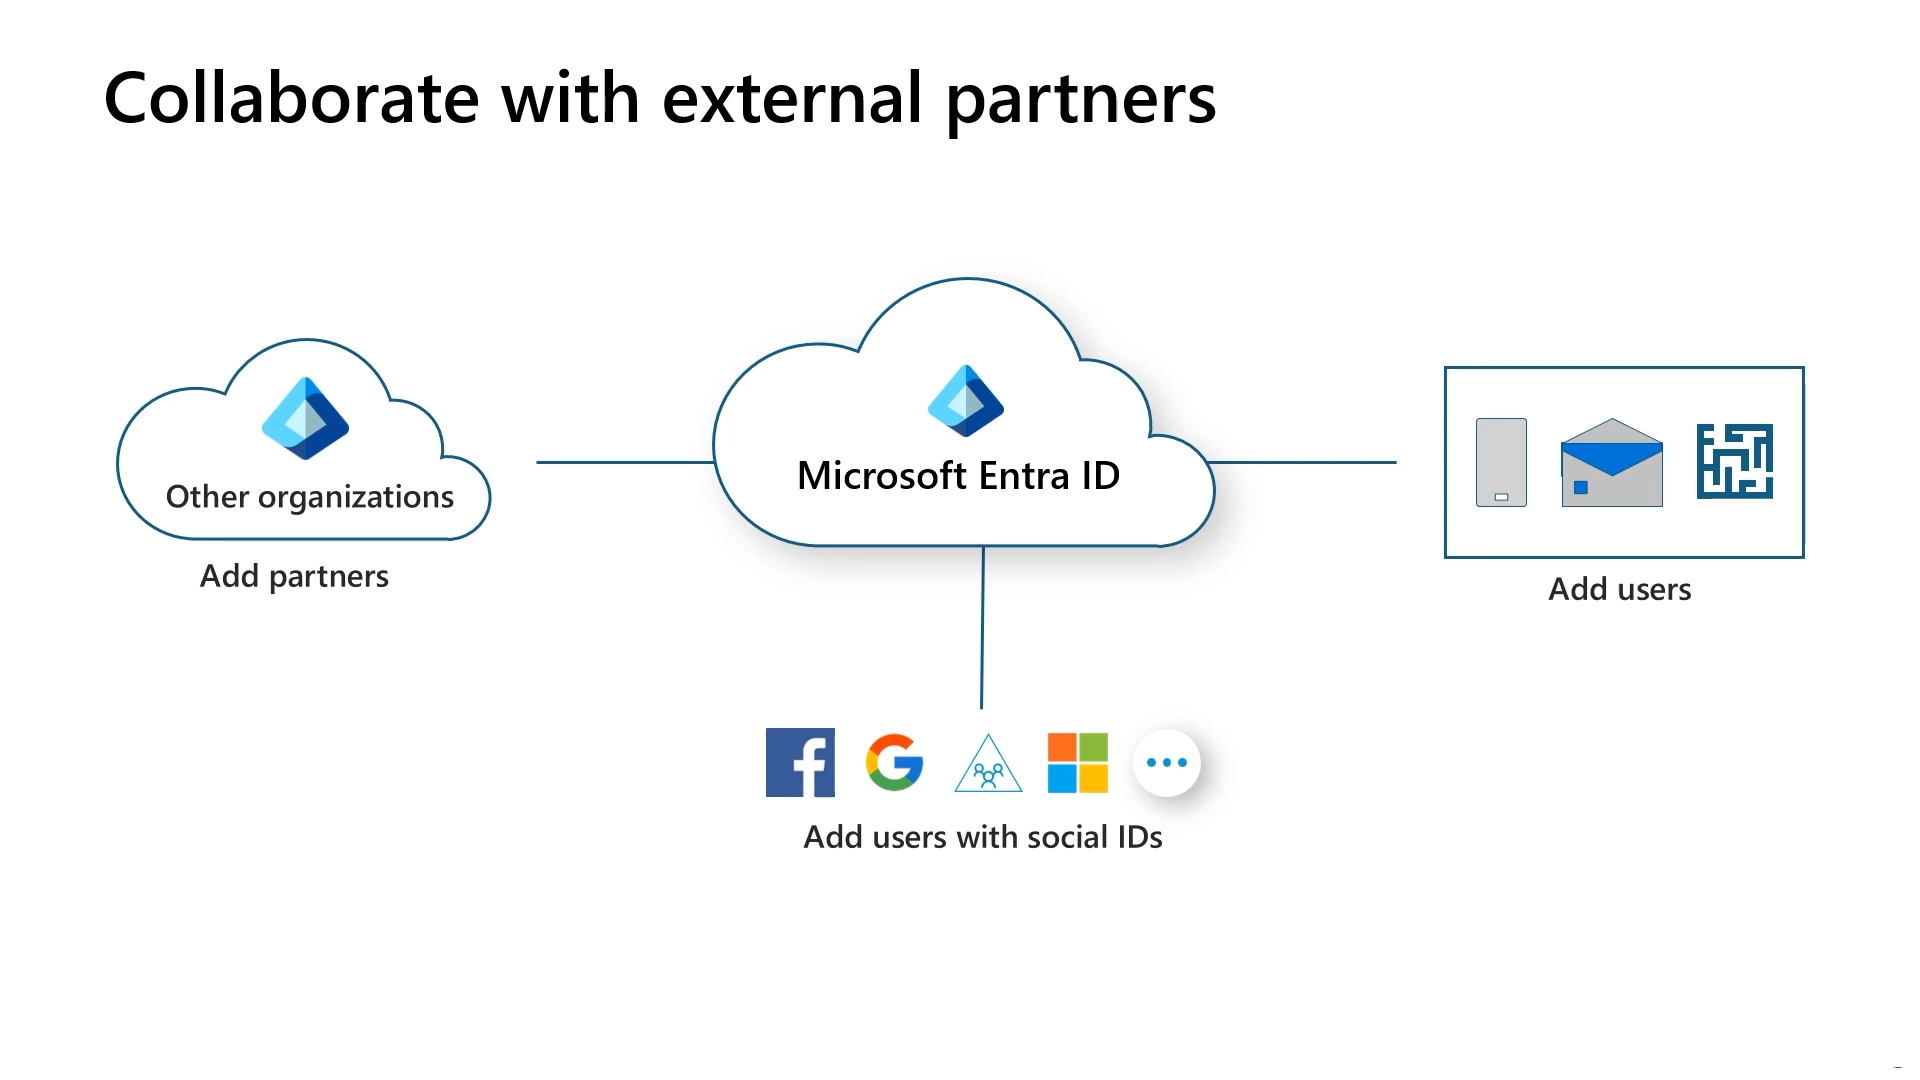 Collaborate with external partners
Microsoft Entra ID
Other organizations
Add partners
Add users
Add users with social IDs